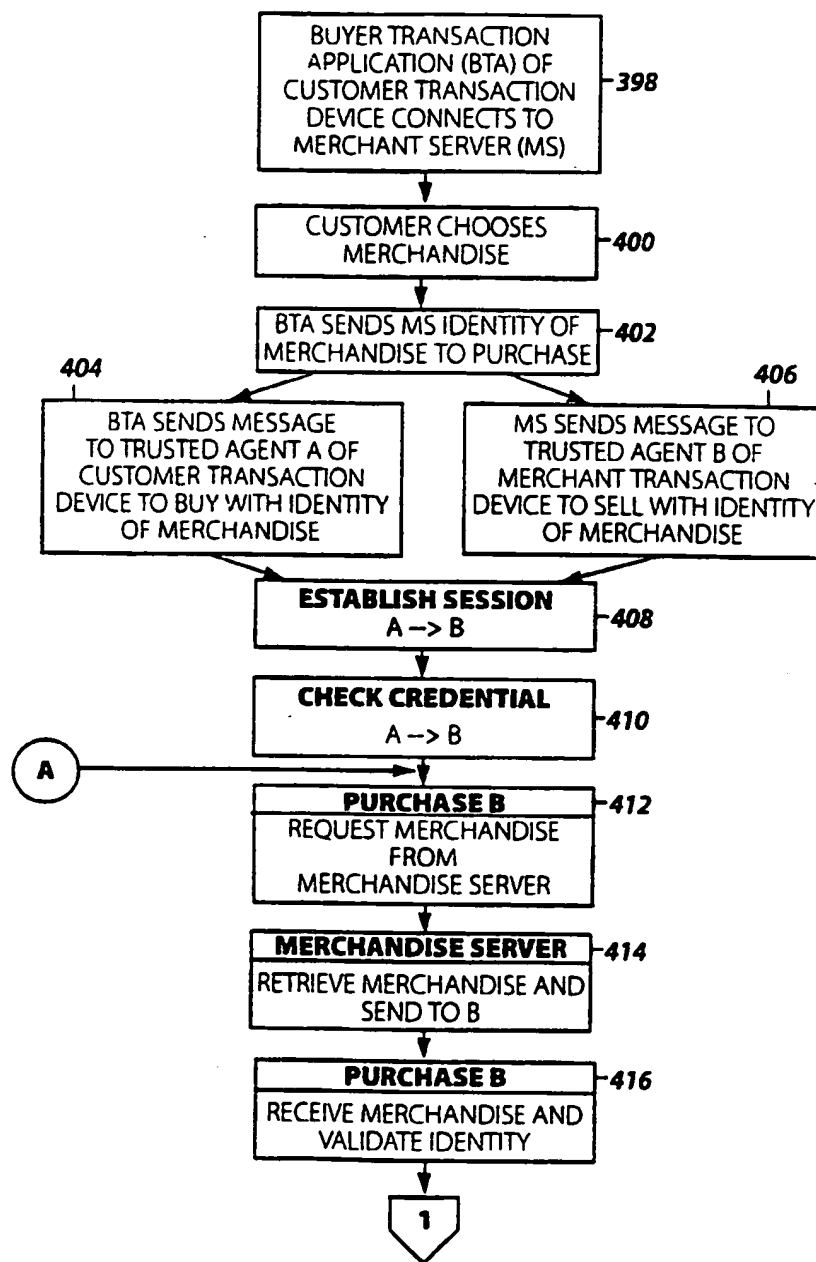 BUYER TRANSACTION
APPLICATION (BTA) OF
CUSTOMER TRANSACTION
DEVICE CONNECTS TO
MERCHANT SERVER (MS)
398
CUSTOMER CHOOSES
MERCHANDISE
400
BTA SENDS MS IDENTITY OF
MERCHANDISE TO PURCHASE
402
404
BTA SENDS MESSAGE
TO TRUSTED AGENT A OF
CUSTOMER TRANSACTION
DEVICE TO BUY WITH IDENTITY
OF MERCHANDISE
406
MS SENDS MESSAGE TO
TRUSTED AGENT B OF
MERCHANT TRANSACTION
DEVICE TO SELL WITH IDENTITY
OF MERCHANDISE
ESTABLISH SESSION
A --> B
408
CHECK CREDENTIAL
A --> B
410
A
PURCHASE B
412
REQUEST MERCHANDISE
FROM
MERCHANDISE SERVER
MERCHANDISE SERVER
414
RETRIEVE MERCHANDISE AND
SEND TO B
PURCHASE B
416
RECEIVE MERCHANDISE AND
VALIDATE IDENTITY
1